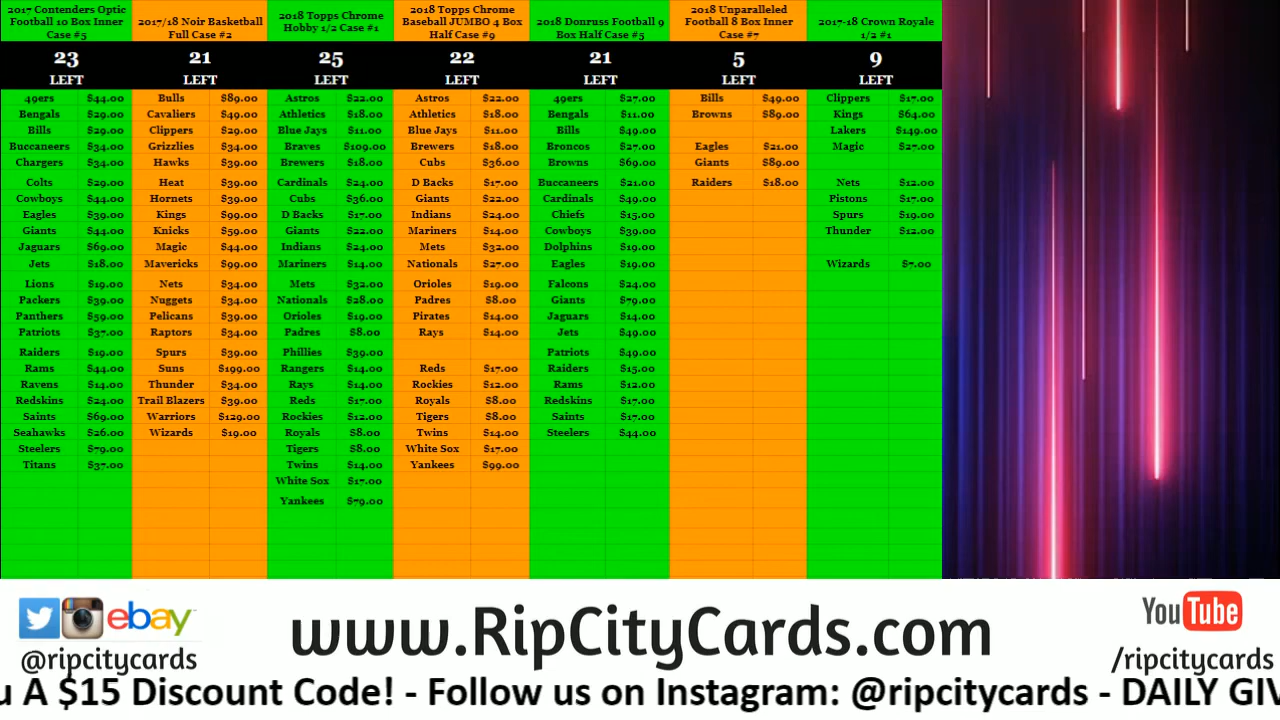 2017 Contenders Optic Football 10 Box Inner Case #5
23
LEFT
49ers $44.00
Bengals $29.00
Bills $29.00
Buccaneers $34.00
Chargers $34.00
Colts $29.00
Cowboys $44.00
Eagles $39.00
Giants $44.00
Jaguars $69.00
Jets $18.00
Lions $19.00
Packers $39.00
Panthers $59.00
Patriots $37.00
Raiders $19.00
Rams $44.00
Ravens $14.00
Redskins $24.00
Saints $69.00
Seahawks $26.00
Steelers $79.00
Titans $37.00
2017/18 Noir Basketball Full Case #2
21
LEFT
Bulls $89.00
Cavaliers $49.00
Clippers $29.00
Grizzlies $34.00
Hawks $39.00
Heat $39.00
Hornets $39.00
Kings $99.00
Knicks $59.00
Magic $44.00
Mavericks $99.00
Nets $34.00
Nuggets $34.00
Pelicans $39.00
Raptors $34.00
Spurs $39.00
Suns $199.00
Thunder $34.00
Trail Blazers $39.00
Warriors $129.00
Wizards $19.00
2018 Topps Chrome Hobby 1/2 Case #1
25
LEFT
Astros $22.00
Athletics $18.00
Blue Jays $11.00
Braves $109.00
Brewers $18.00
Cardinals $24.00
Cubs $36.00
D Backs $17.00
Giants $22.00
Indians $24.00
Mariners $14.00
Mets $32.00
Nationals $28.00
Orioles $19.00
Padres $8.00
Phillies $39.00
Rangers $14.00
Rays $14.00
Reds $17.00
Rockies $12.00
Royals $8.00
Tigers $8.00
Twins $14.00
White Sox $17.00
Yankees $79.00
2018 Topps Chrome Baseball JUMBO 4 Box Half Case #9
22
LEFT
Astros $22.00
Athletics $18.00
Blue Jays $11.00
Brewers $18.00
Cubs $36.00
D Backs $17.00
Giants $22.00
Indians $24.00
Mariners $14.00
Mets $32.00
Nationals $27.00
Orioles $19.00
Padres $8.00
Pirates $14.00
Rays $14.00
Reds $17.00
Rockies $12.00
Royals $8.00
Tigers $8.00
Twins $14.00
White Sox $17.00
Yankees $99.00
2018 Donruss Football 9 Box Half Case #5
21
LEFT
49ers $27.00
Bengals $11.00
Bills $49.00
Broncos $27.00
Browns $69.00
Buccaneers $21.00
Cardinals $49.00
Chiefs $15.00
Cowboys $39.00
Dolphins $19.00
Eagles $19.00
Falcons $24.00
Giants $79.00
Jaguars $14.00
Jets $49.00
Patriots $49.00
Raiders $15.00
Rams $12.00
Redskins $17.00
Saints $17.00
Steelers $44.00
2018 Unparalleled Football 8 Box Inner Case #7
5
LEFT
Bills $49.00
Browns $89.00
Eagles $21.00
Giants $89.00
Raiders $18.00
2017-18 Crown Royale 1/2 #1
9
LEFT
Clippers $17.00
Kings $64.00
Lakers $149.00
Magic $27.00
Nets $12.00
Pistons $17.00
Spurs $19.00
Thunder $12.00
Wizards $7.00
ebay
@ripcitycards
www.RipCityCards.com
YouTube
/ripcitycards
u A $15 Discount Code! - Follow us on Instagram: @ripcitycards - DAILY GIV